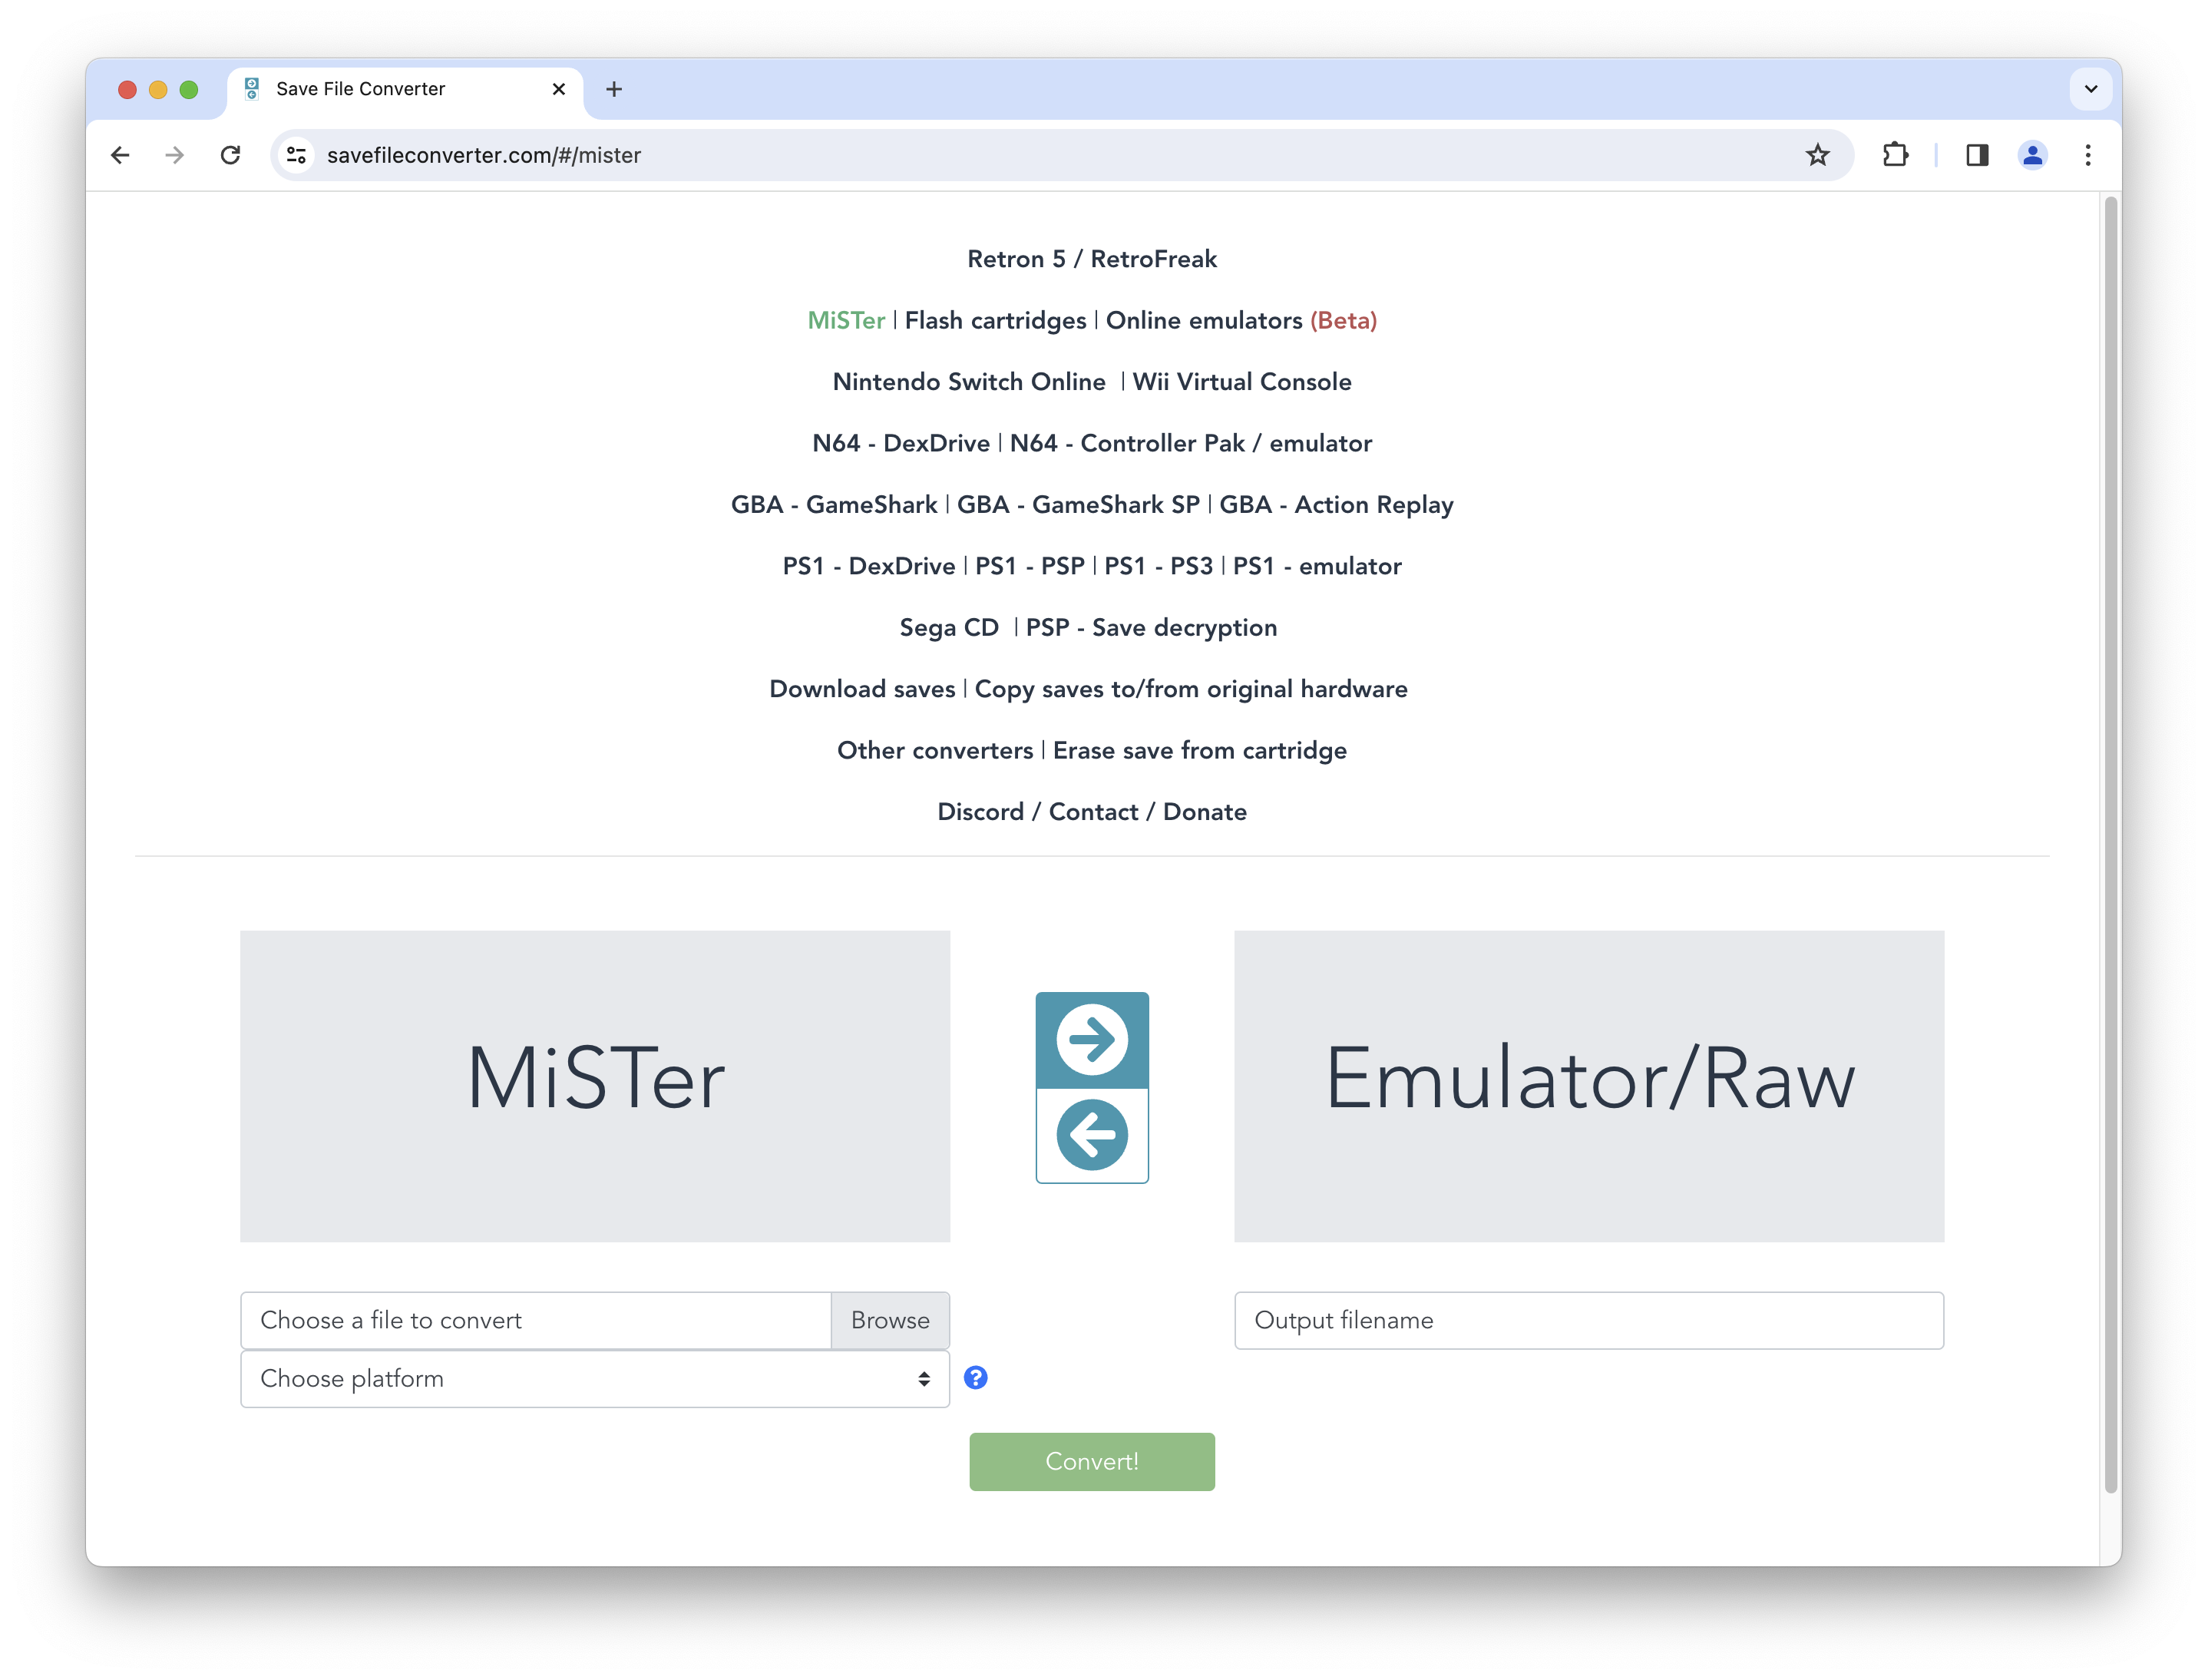 Save File Converter
savefileconverter.com/#/mister
Retron 5 / RetroFreak
MiSTer | Flash cartridges | Online emulators (Beta)
Nintendo Switch Online | Wii Virtual Console
N64 - DexDrive | N64 - Controller Pak / emulator
GBA - GameShark | GBA - GameShark SP | GBA - Action Replay
PS1 - DexDrive | PS1 - PSP | PS1 - PS3 | PS1 - emulator
Sega CD | PSP - Save decryption
Download saves | Copy saves to/from original hardware
Other converters | Erase save from cartridge
Discord / Contact / Donate
MiSTer
Emulator/Raw
Choose a file to convert
Browse
Output filename
Choose platform
?
Convert!